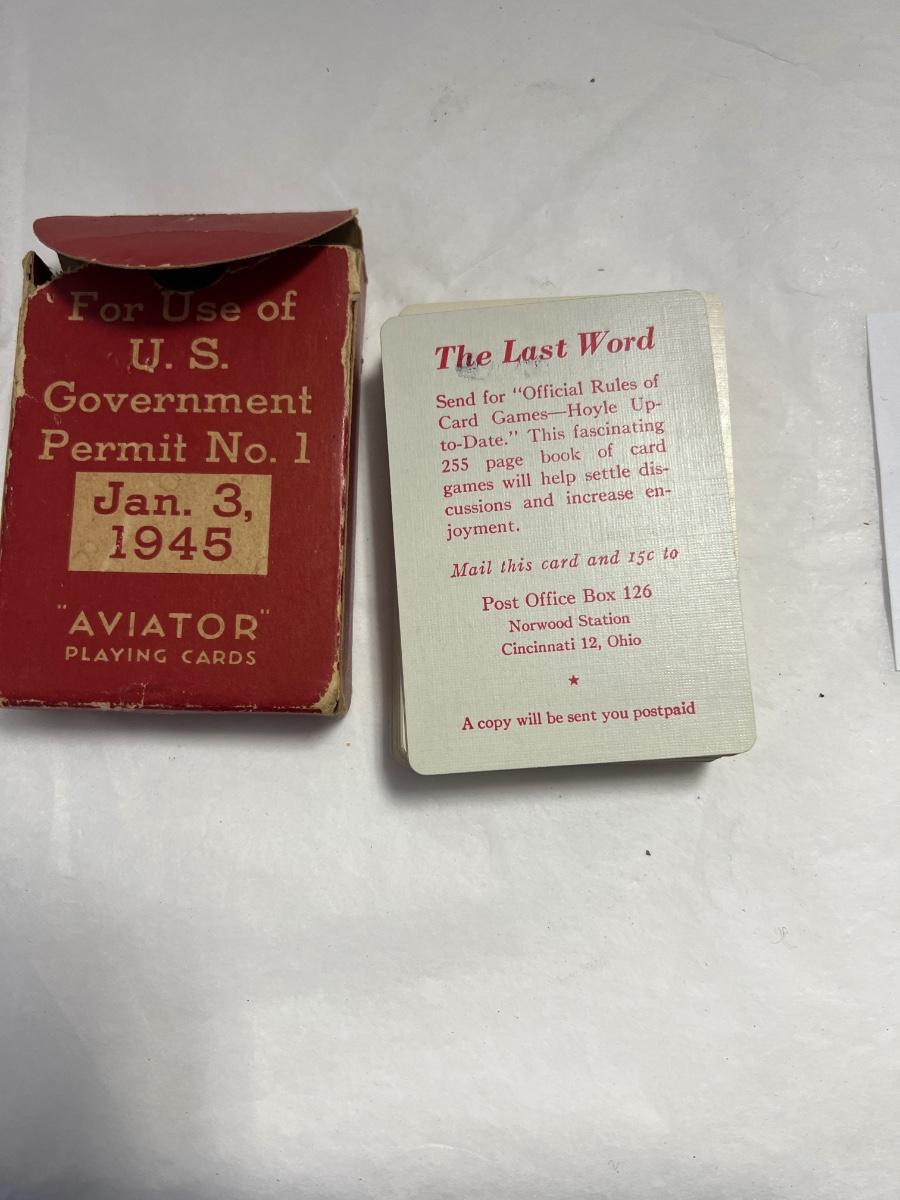 For Use of
U. S.
Government
Permit No. 1
Jan. 3,
1945
"AVIATOR"
PLAYING CARDS
The Last Word
Send for "Official Rules of
Card Games—Hoyle Up-
to-Date." This fascinating
255 page book of card
games will help settle dis-
cussions and increase en-
joyment.
Mail this card and 15c to
Post Office Box 126
Norwood Station
Cincinnati 12, Ohio
★
A copy will be sent you postpaid